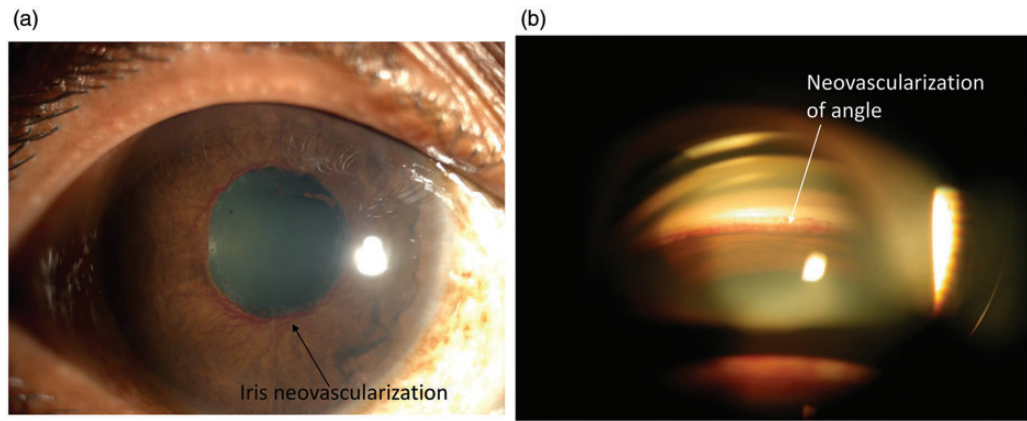 (a)
(b)
Neovascularization
of angle
Iris neovascularization